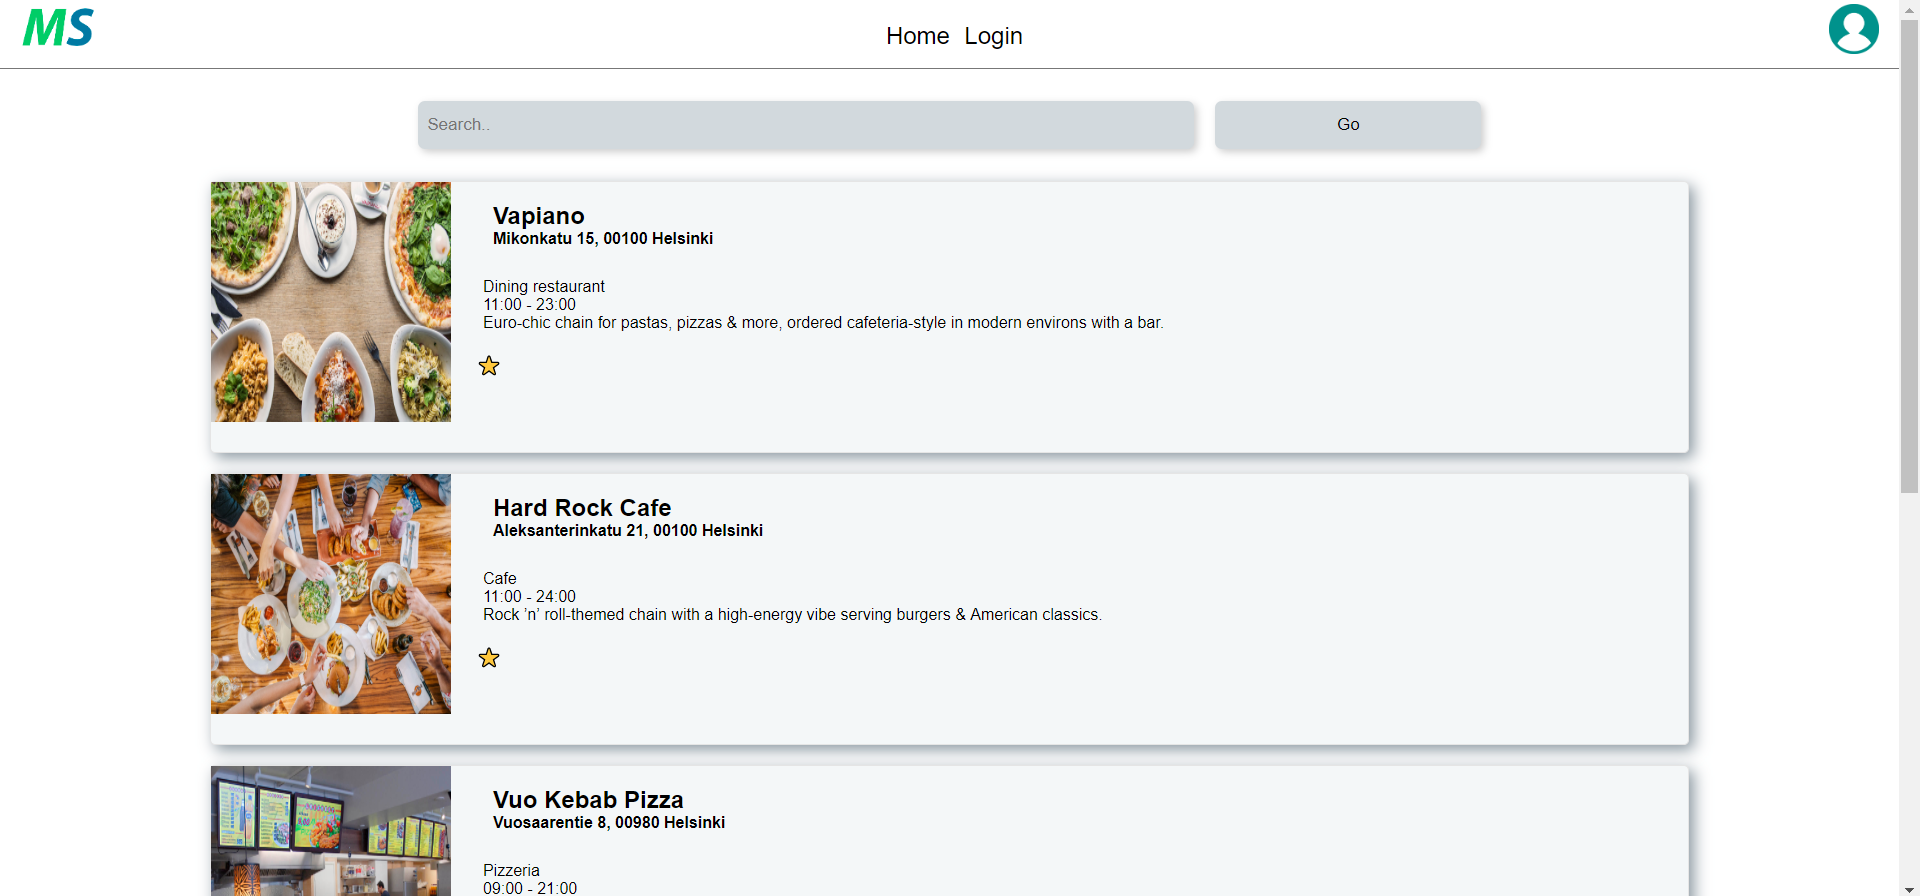 MS
Home Login
Search..
Go
Vapiano
Mikonkatu 15, 00100 Helsinki
Dining restaurant
11:00 - 23:00
Euro-chic chain for pastas, pizzas & more, ordered cafeteria-style in modern environs with a bar.
Hard Rock Cafe
Aleksanterinkatu 21, 00100 Helsinki
Cafe
11:00 - 24:00
Rock ’n’ roll-themed chain with a high-energy vibe serving burgers & American classics.
Vuo Kebab Pizza
Vuosaarentie 8, 00980 Helsinki
Pizzeria
09:00 - 21:00